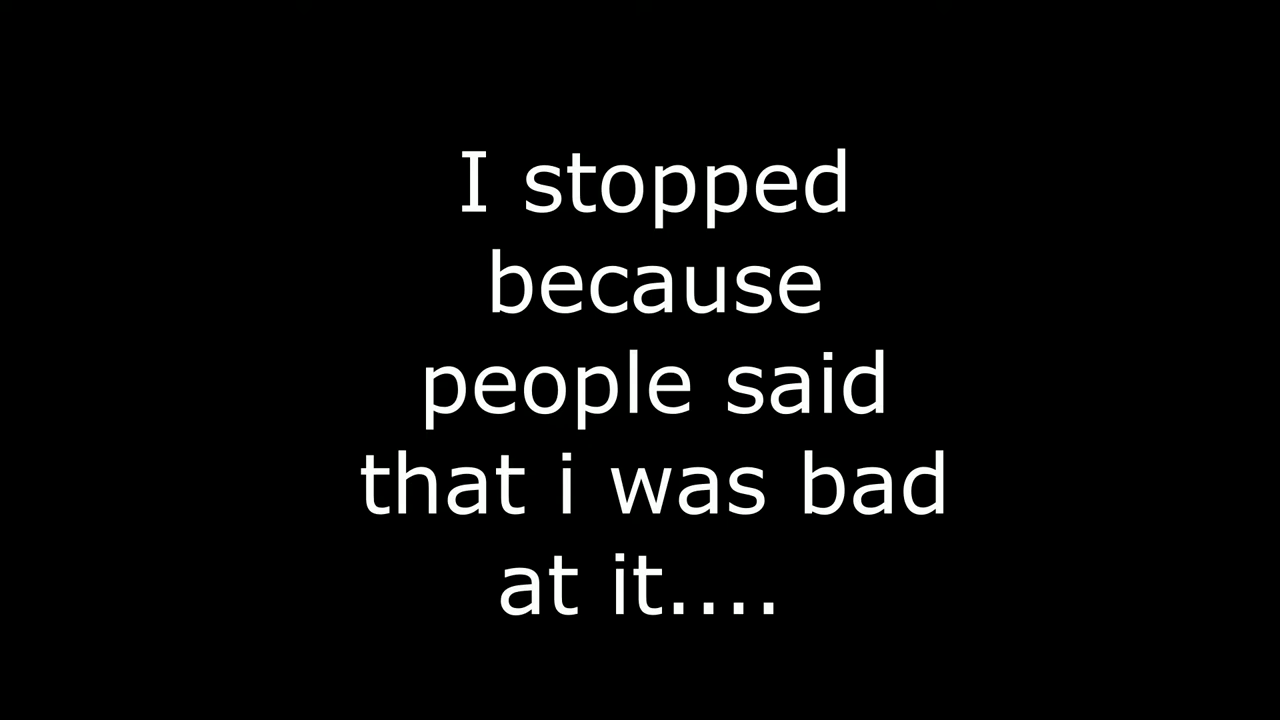 I stopped
because
people said
that i was bad
at it....